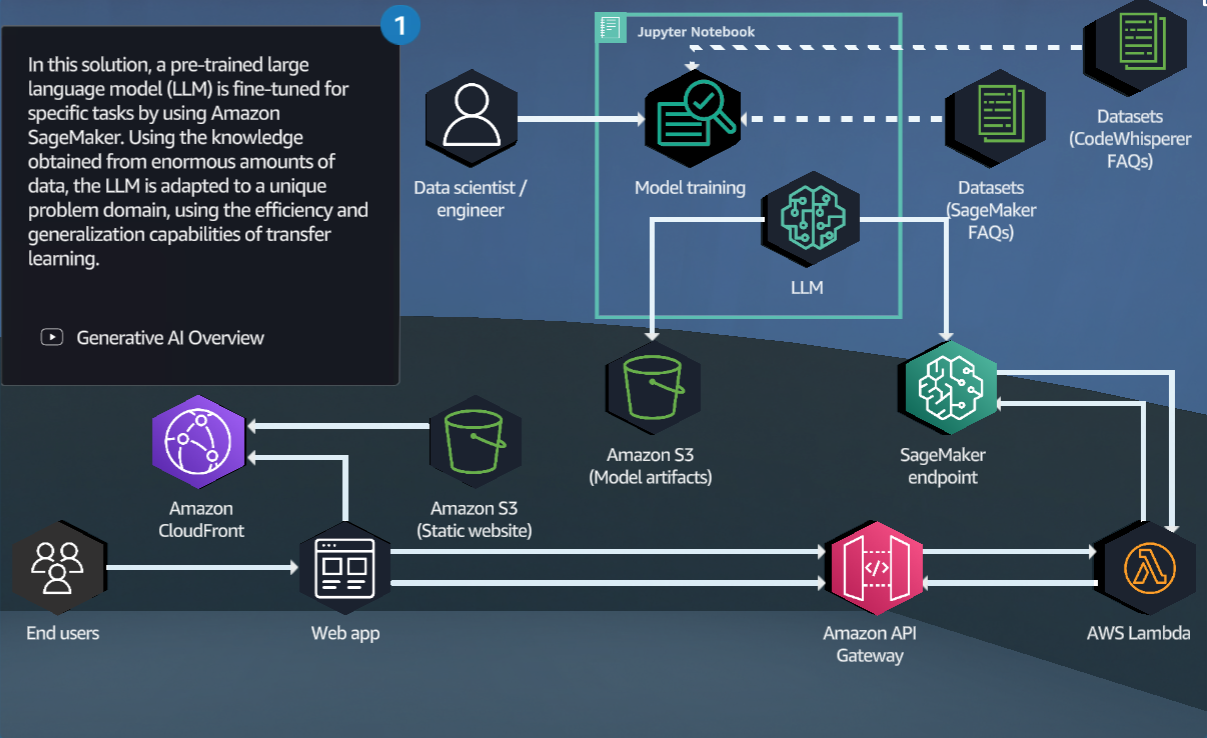 1
In this solution, a pre-trained large
language model (LLM) is fine-tuned for
specific tasks by using Amazon
SageMaker. Using the knowledge
obtained from enormous amounts of
data, the LLM is adapted to a unique
problem domain, using the efficiency and
generalization capabilities of transfer
learning.
Generative AI Overview
Jupyter Notebook
Data scientist /
engineer
Model training
Datasets
(SageMaker
FAQs)
Datasets
(CodeWhisperer
FAQs)
LLM
Amazon S3
(Model artifacts)
SageMaker
endpoint
Amazon
CloudFront
Amazon S3
(Static website)
End users
Web app
</>
Amazon API
Gateway
AWS Lambda